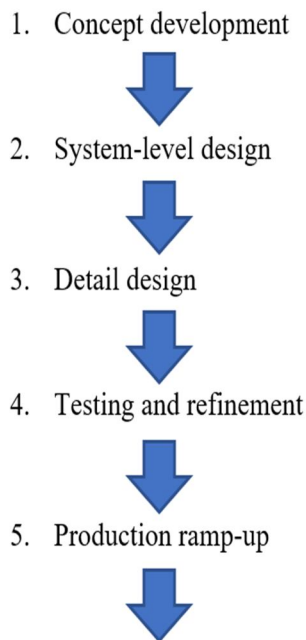 1. Concept development
2. System-level design
3. Detail design
4. Testing and refinement
5. Production ramp-up